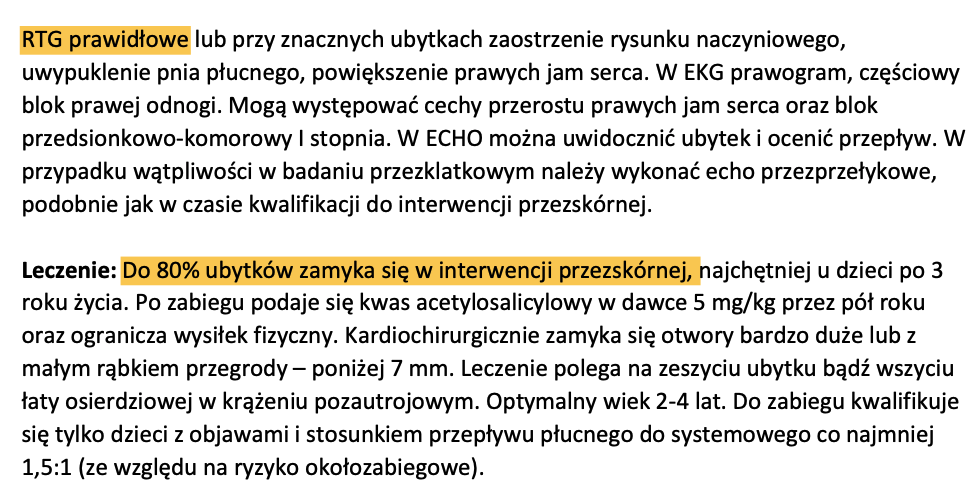 RTG prawidłowe lub przy znacznych ubytkach zaostrzenie rysunku naczyniowego,
uwypuklenie pnia płucnego, powiększenie prawych jam serca. W EKG prawogram, częściowy
blok prawej odnogi. Mogą występować cechy przerostu prawych jam serca oraz blok
przedsionkowo-komorowy I stopnia. W ECHO można uwidocznić ubytek i ocenić przepływ. W
przypadku wątpliwości w badaniu przezklatkowym należy wykonać echo przezprzełykowe,
podobnie jak w czasie kwalifikacji do interwencji przezskórnej.
Leczenie: Do 80% ubytków zamyka się w interwencji przezskórnej, najchętniej u dzieci po 3
roku życia. Po zabiegu podaje się kwas acetylosalicylowy w dawce 5 mg/kg przez pół roku
oraz ogranicza wysiłek fizyczny. Kardiochirurgicznie zamyka się otwory bardzo duże lub z
małym rąbkiem przegrody – poniżej 7 mm. Leczenie polega na zeszyciu ubytku bądź wszyciu
łaty osierdziowej w krążeniu pozautrojowym. Optymalny wiek 2-4 lat. Do zabiegu kwalifikuje
się tylko dzieci z objawami i stosunkiem przepływu płucnego do systemowego co najmniej
1,5:1 (ze względu na ryzyko okołozabiegowe).